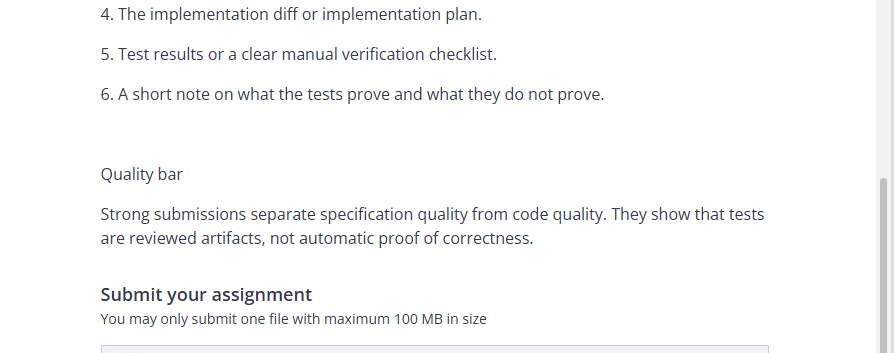 4. The implementation diff or implementation plan.
5. Test results or a clear manual verification checklist.
6. A short note on what the tests prove and what they do not prove.
Quality bar
Strong submissions separate specification quality from code quality. They show that tests
are reviewed artifacts, not automatic proof of correctness.
Submit your assignment
You may only submit one file with maximum 100 MB in size